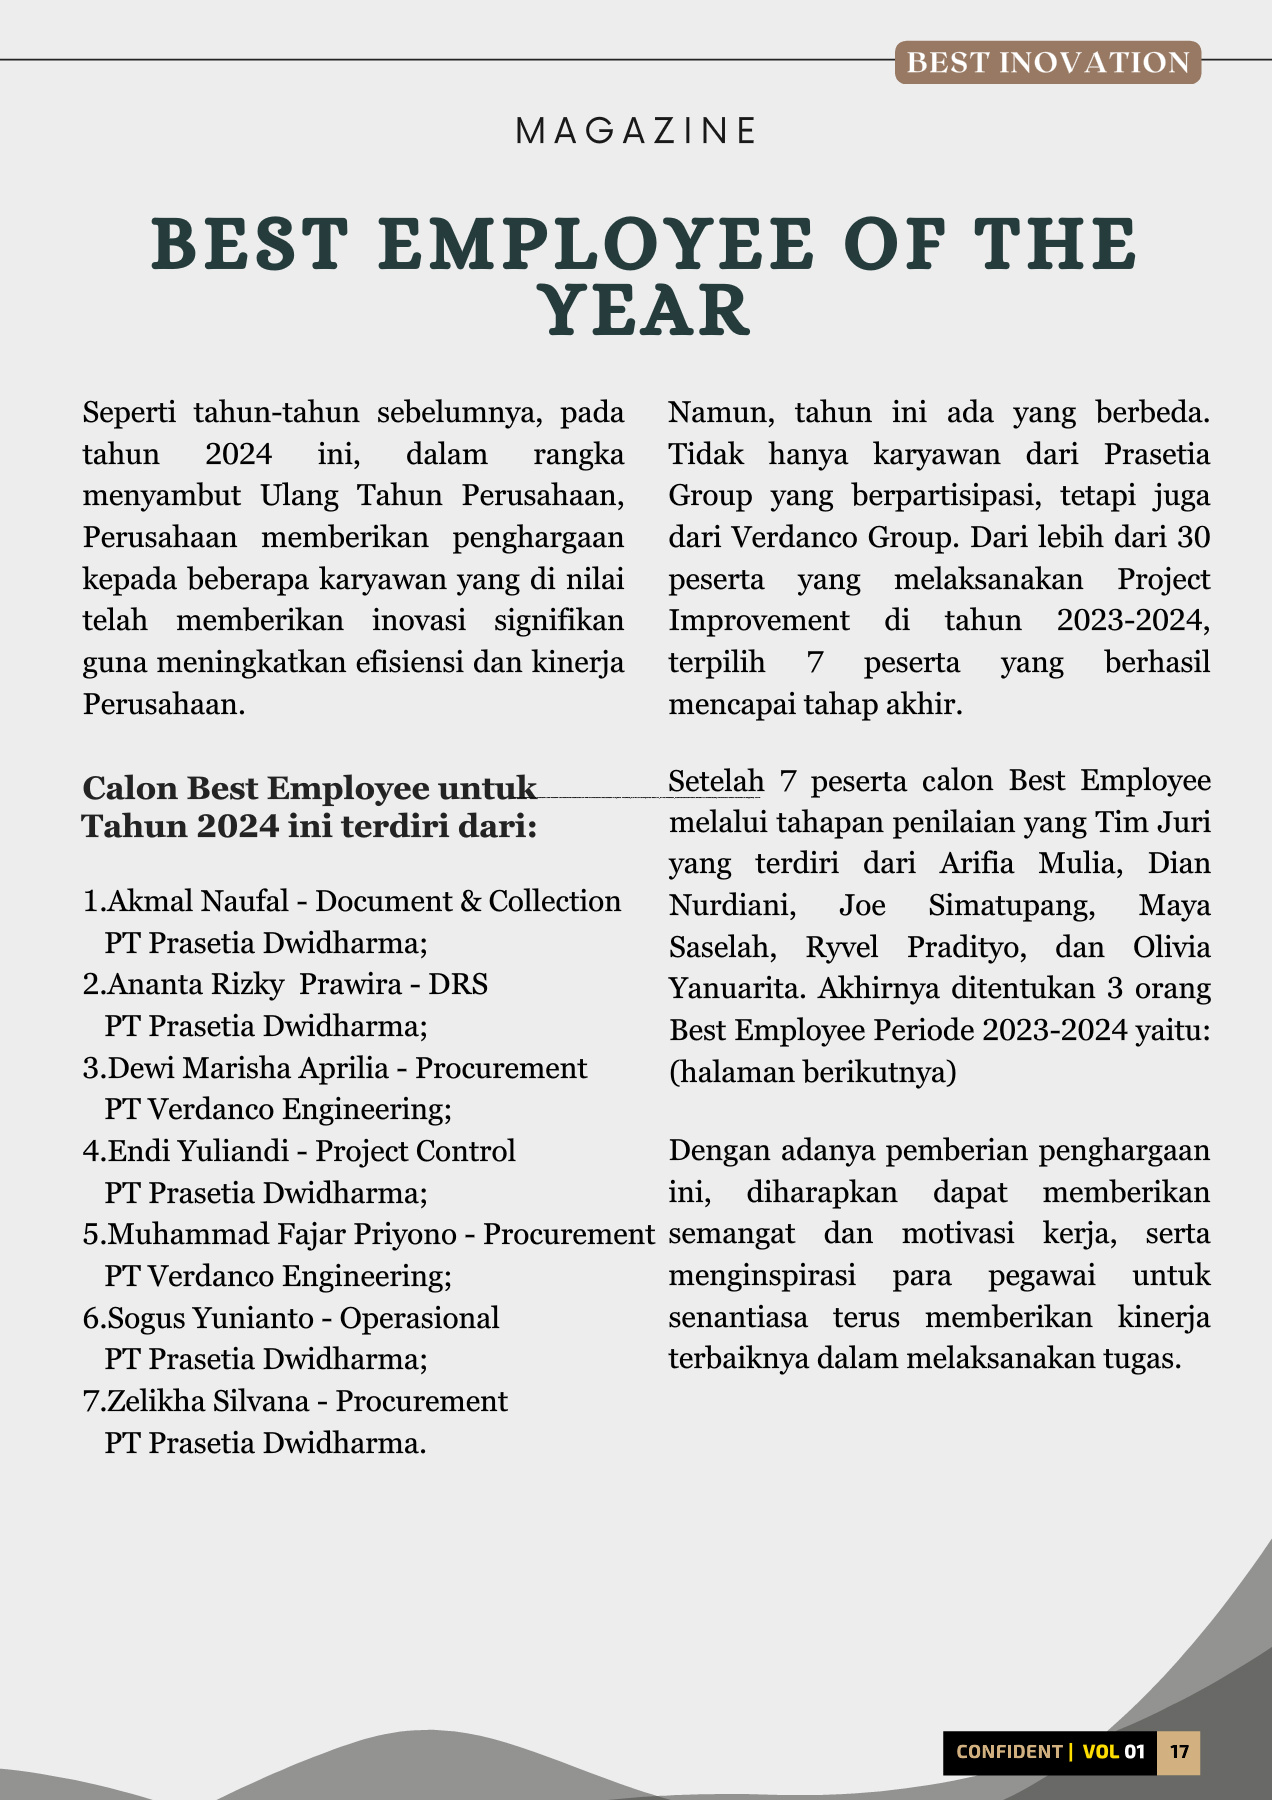 BEST INOVATION
MAGAZINE
BEST EMPLOYEE OF THE
YEAR
Seperti tahun-tahun sebelumnya, pada
tahun 2024 ini, dalam rangka
menyambut Ulang Tahun Perusahaan,
Perusahaan memberikan penghargaan
kepada beberapa karyawan yang di nilai
telah memberikan inovasi signifikan
guna meningkatkan efisiensi dan kinerja
Perusahaan.
Calon Best Employee untuk
Tahun 2024 ini terdiri dari:
1.Akmal Naufal - Document & Collection
PT Prasetia Dwidharma;
2.Ananta Rizky  Prawira - DRS
PT Prasetia Dwidharma;
3.Dewi Marisha Aprilia - Procurement
PT Verdanco Engineering;
4.Endi Yuliandi - Project Control
PT Prasetia Dwidharma;
5.Muhammad Fajar Priyono - Procurement
PT Verdanco Engineering;
6.Sogus Yunianto - Operasional
PT Prasetia Dwidharma;
7.Zelikha Silvana - Procurement
PT Prasetia Dwidharma.
Namun, tahun ini ada yang berbeda.
Tidak hanya karyawan dari Prasetia
Group yang berpartisipasi, tetapi juga
dari Verdanco Group. Dari lebih dari 30
peserta yang melaksanakan Project
Improvement di tahun 2023-2024,
terpilih 7 peserta yang berhasil
mencapai tahap akhir.
Setelah 7 peserta calon Best Employee
melalui tahapan penilaian yang Tim Juri
yang terdiri dari Arifia Mulia, Dian
Nurdiani, Joe Simatupang, Maya
Saselah, Ryvel Pradityo, dan Olivia
Yanuarita. Akhirnya ditentukan 3 orang
Best Employee Periode 2023-2024 yaitu:
(halaman berikutnya)
Dengan adanya pemberian penghargaan
ini, diharapkan dapat memberikan
semangat dan motivasi kerja, serta
menginspirasi para pegawai untuk
senantiasa terus memberikan kinerja
terbaiknya dalam melaksanakan tugas.
CONFIDENT | VOL 01 17